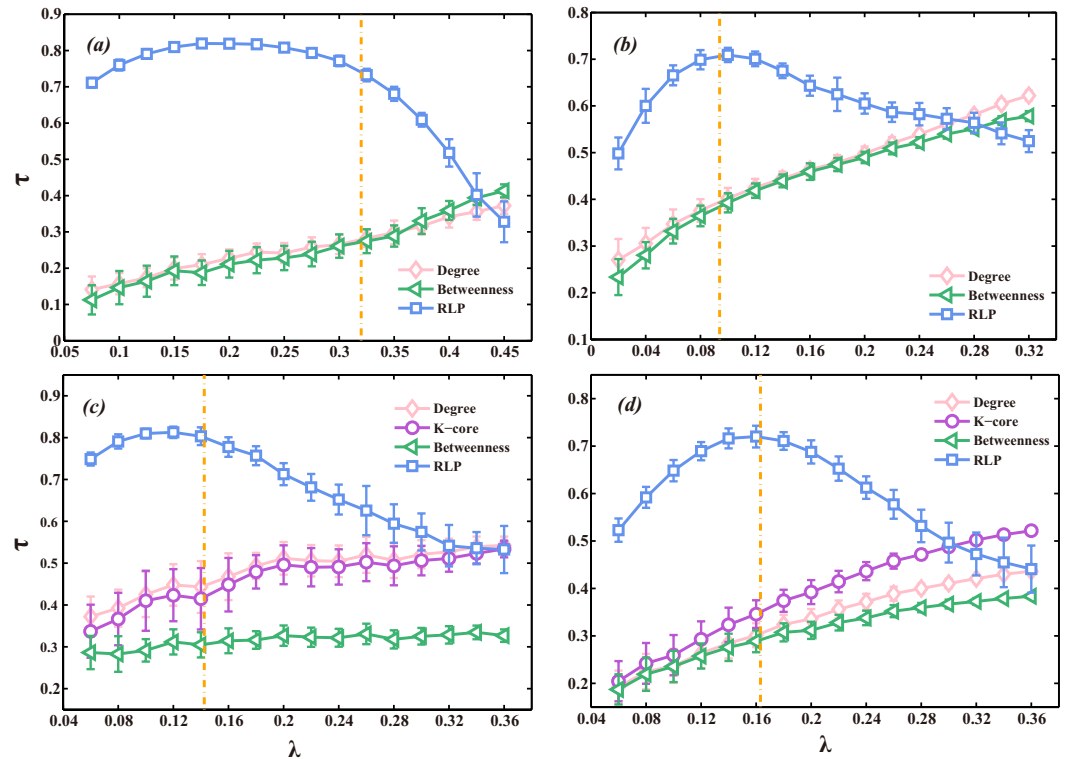 0.9
0.8
0.7
0.6
0.5
0.4
0.3
0.2
0.1
0
τ
(a)
Degree
Betweenness
RLP
0.05 0.1 0.15 0.2 0.25 0.3 0.35 0.4 0.45
0.8
0.7
0.6
0.5
0.4
0.3
0.2
0.1
(b)
Degree
Betweenness
RLP
0 0.04 0.08 0.12 0.16 0.20 0.24 0.28 0.32
0.9
0.8
0.7
0.6
0.5
0.4
0.3
0.2
τ
(c)
Degree
K-core
Betweenness
RLP
0.04 0.08 0.12 0.16 0.2 0.24 0.28 0.32 0.36
λ
0.8
0.7
0.6
0.5
0.4
0.3
0.2
(d)
Degree
K-core
Betweenness
RLP
0.04 0.08 0.12 0.16 0.20 0.24 0.28 0.32 0.36
λ